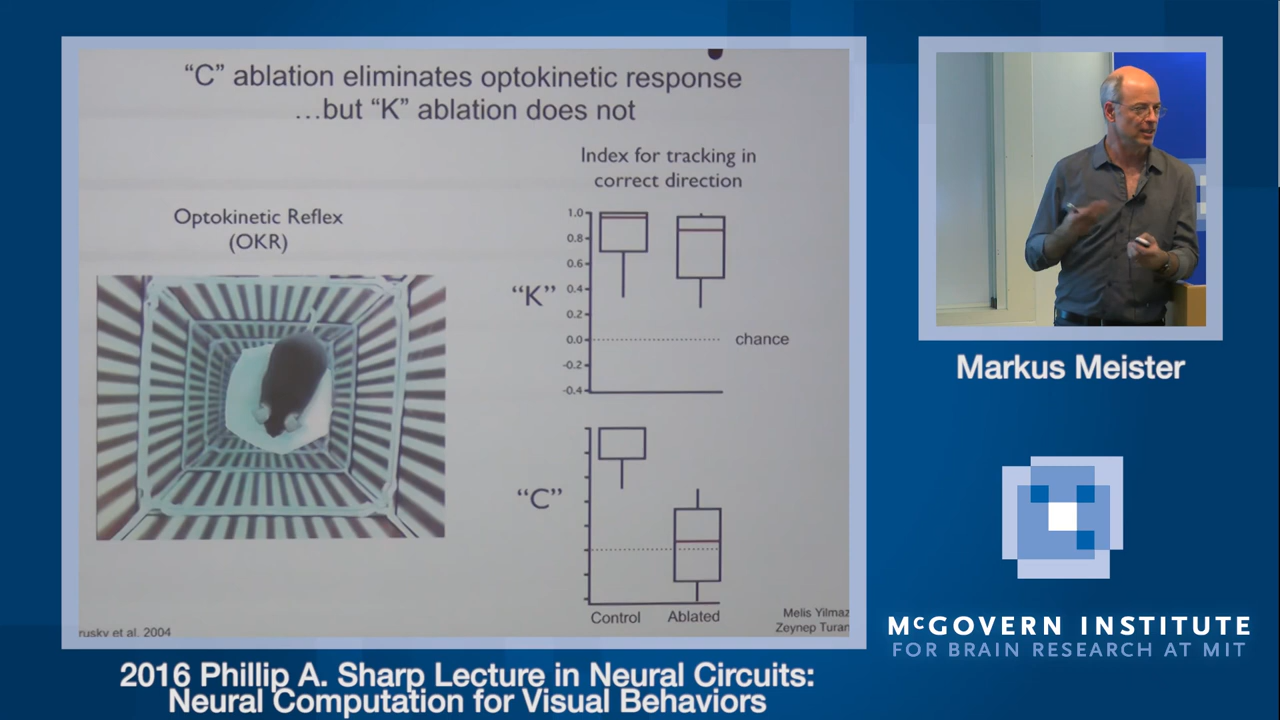 “C” ablation eliminates optokinetic response
…but “K” ablation does not
Index for tracking in
correct direction
Optokinetic Reflex
(OKR)
1.0
0.8
0.6
“K”
0.4
0.2
0.0
chance
-0.2
-0.4
“C”
Control
Ablated
Melis Yilmaz
Zeynep Turan
rusky et al. 2004
Markus Meister
McGOVERN INSTITUTE
FOR BRAIN RESEARCH AT MIT
2016 Phillip A. Sharp Lecture in Neural Circuits:
Neural Computation for Visual Behaviors